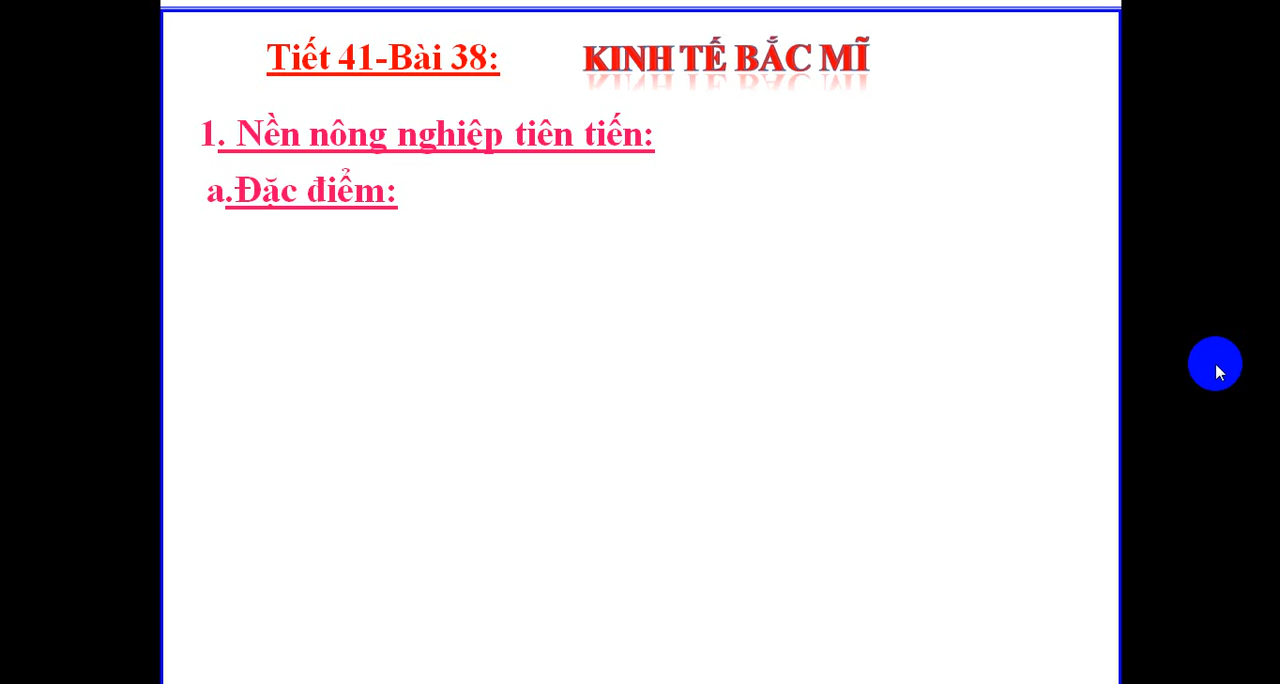 Tiết 41-Bài 38: KINH TẾ BẮC MĨ
1. Nền nông nghiệp tiên tiến:
a.Đặc điểm: